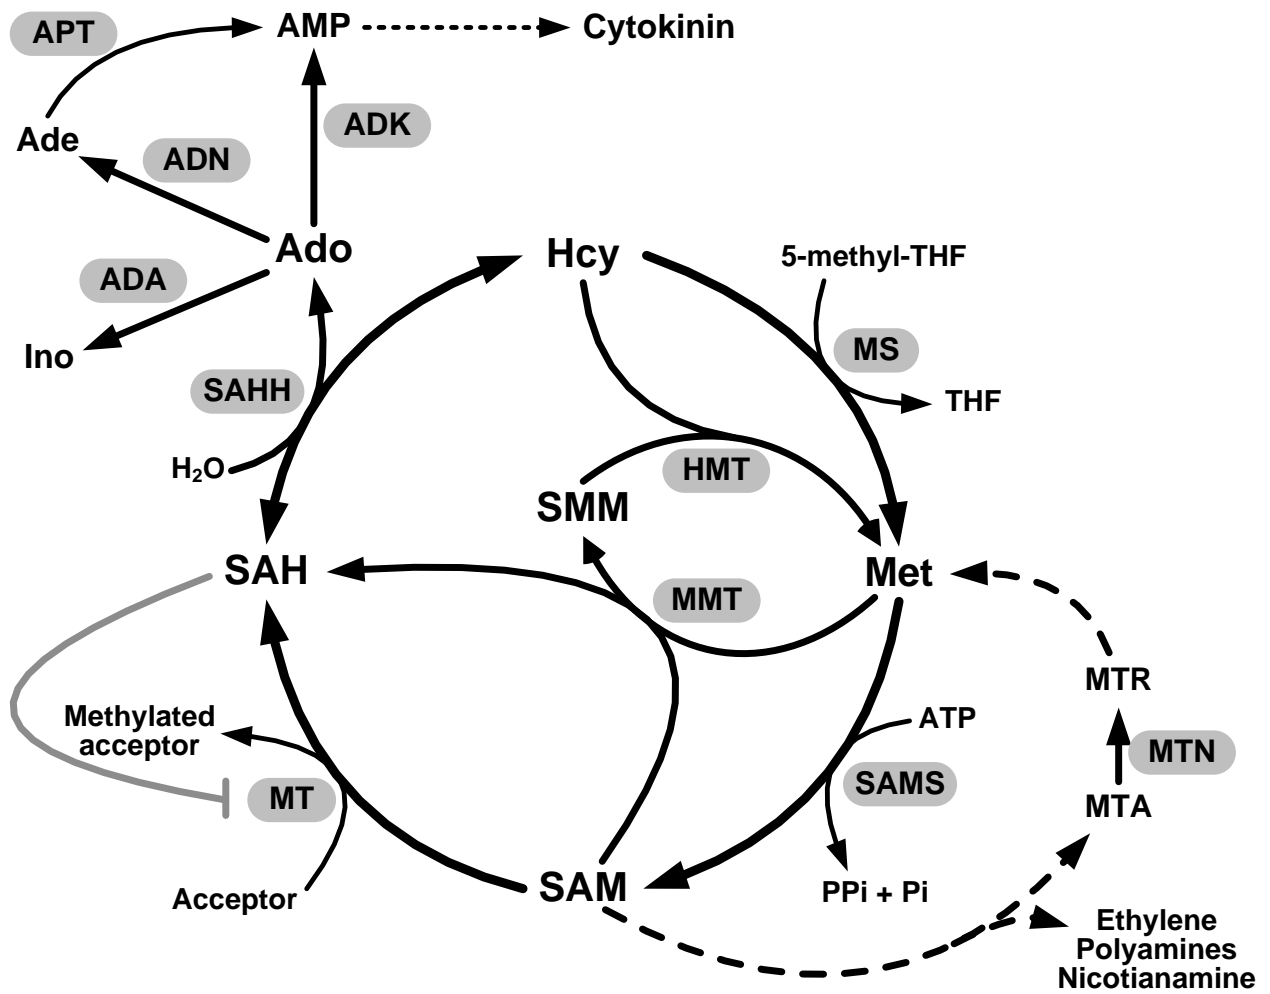 APT
AMP
Cytokinin
Ade
ADN
ADK
Ado
ADA
Ino
Hcy
5-methyl-THF
MS
THF
SAHH
H₂O
HMT
SMM
SAH
MMT
Met
MTR
Methylated
acceptor
MT
ATP
SAMS
MTN
MTA
Acceptor
SAM
PPi + Pi
Ethylene
Polyamines
Nicotianamine